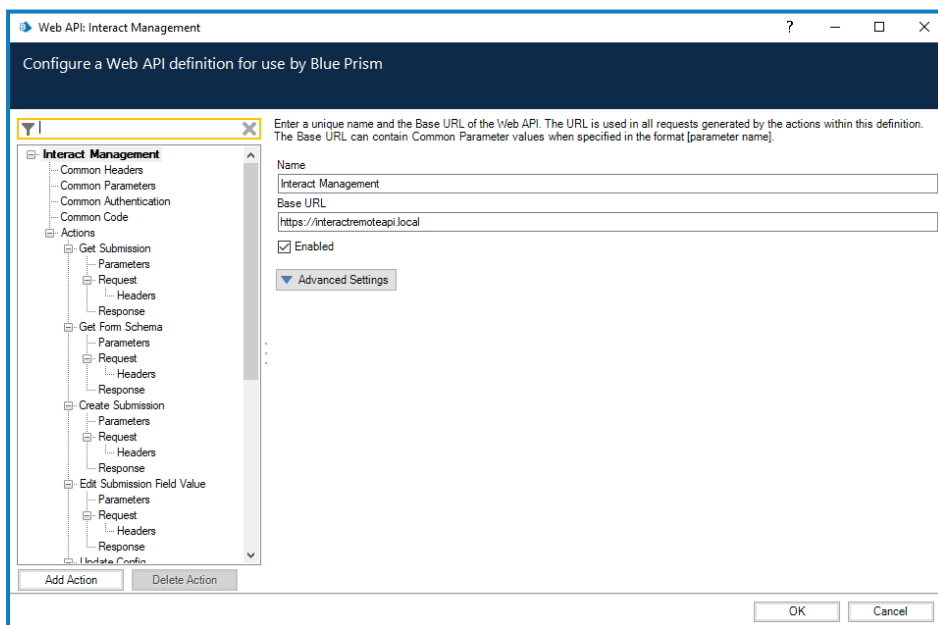 Web API: Interact Management
Configure a Web API definition for use by Blue Prism
Enter a unique name and the Base URL of the Web API. The URL is used in all requests generated by the actions within this definition.
The Base URL can contain Common Parameter values when specified in the format [parameter name].
Interact Management
Common Headers
Common Parameters
Common Authentication
Common Code
Actions
Get Submission
Parameters
Request
Headers
Response
Get Form Schema
Parameters
Request
Headers
Response
Create Submission
Parameters
Request
Headers
Response
Edit Submission Field Value
Parameters
Request
Headers
Response
Update Config
Name
Interact Management
Base URL
https://interactremoteapi.local
Enabled
Advanced Settings
Add Action
Delete Action
OK
Cancel